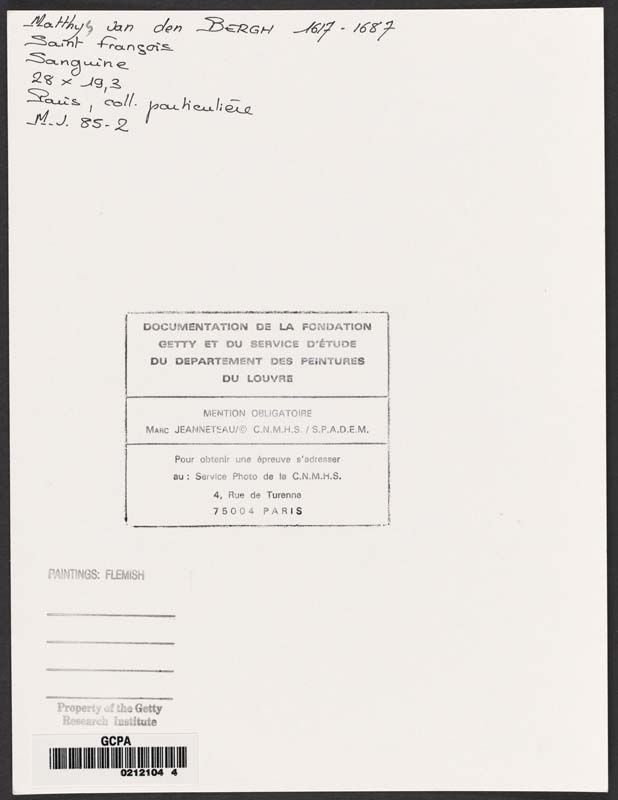 Matthys Jan den BERGH 1617 - 1687
Saint François
Sanguine
28 x 19,3
Paris, coll. particulière
M.J. 85-2
DOCUMENTATION DE LA FONDATION
GETTY ET DU SERVICE D'ÉTUDE
DU DEPARTEMENT DES PEINTURES
DU LOUVRE
MENTION OBLIGATOIRE
MARC JEANNETEAU/© C.N.M.H.S. / S.P.A.D.E.M.
Pour obtenir une épreuve s'adresser
au : Service Photo de la C.N.M.H.S.
4, Rue de Turenne
75004 PARIS
PAINTINGS: FLEMISH
Property of the Getty
Research Institute
GCPA
0212104 4